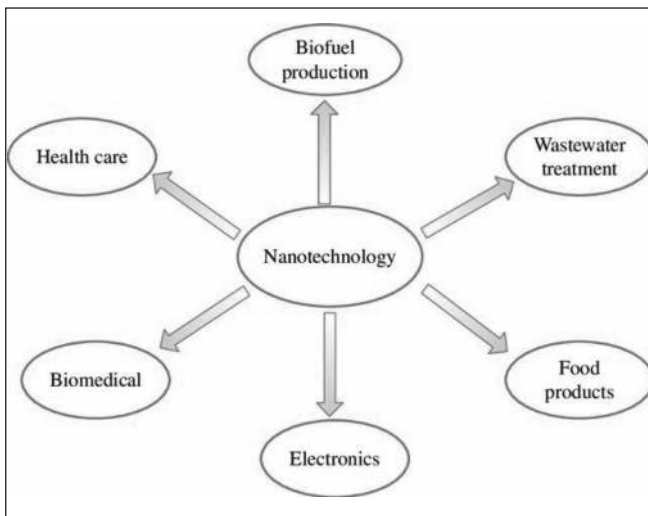 Biofuel
production
Health care
Wastewater
treatment
Nanotechnology
Biomedical
Food
products
Electronics